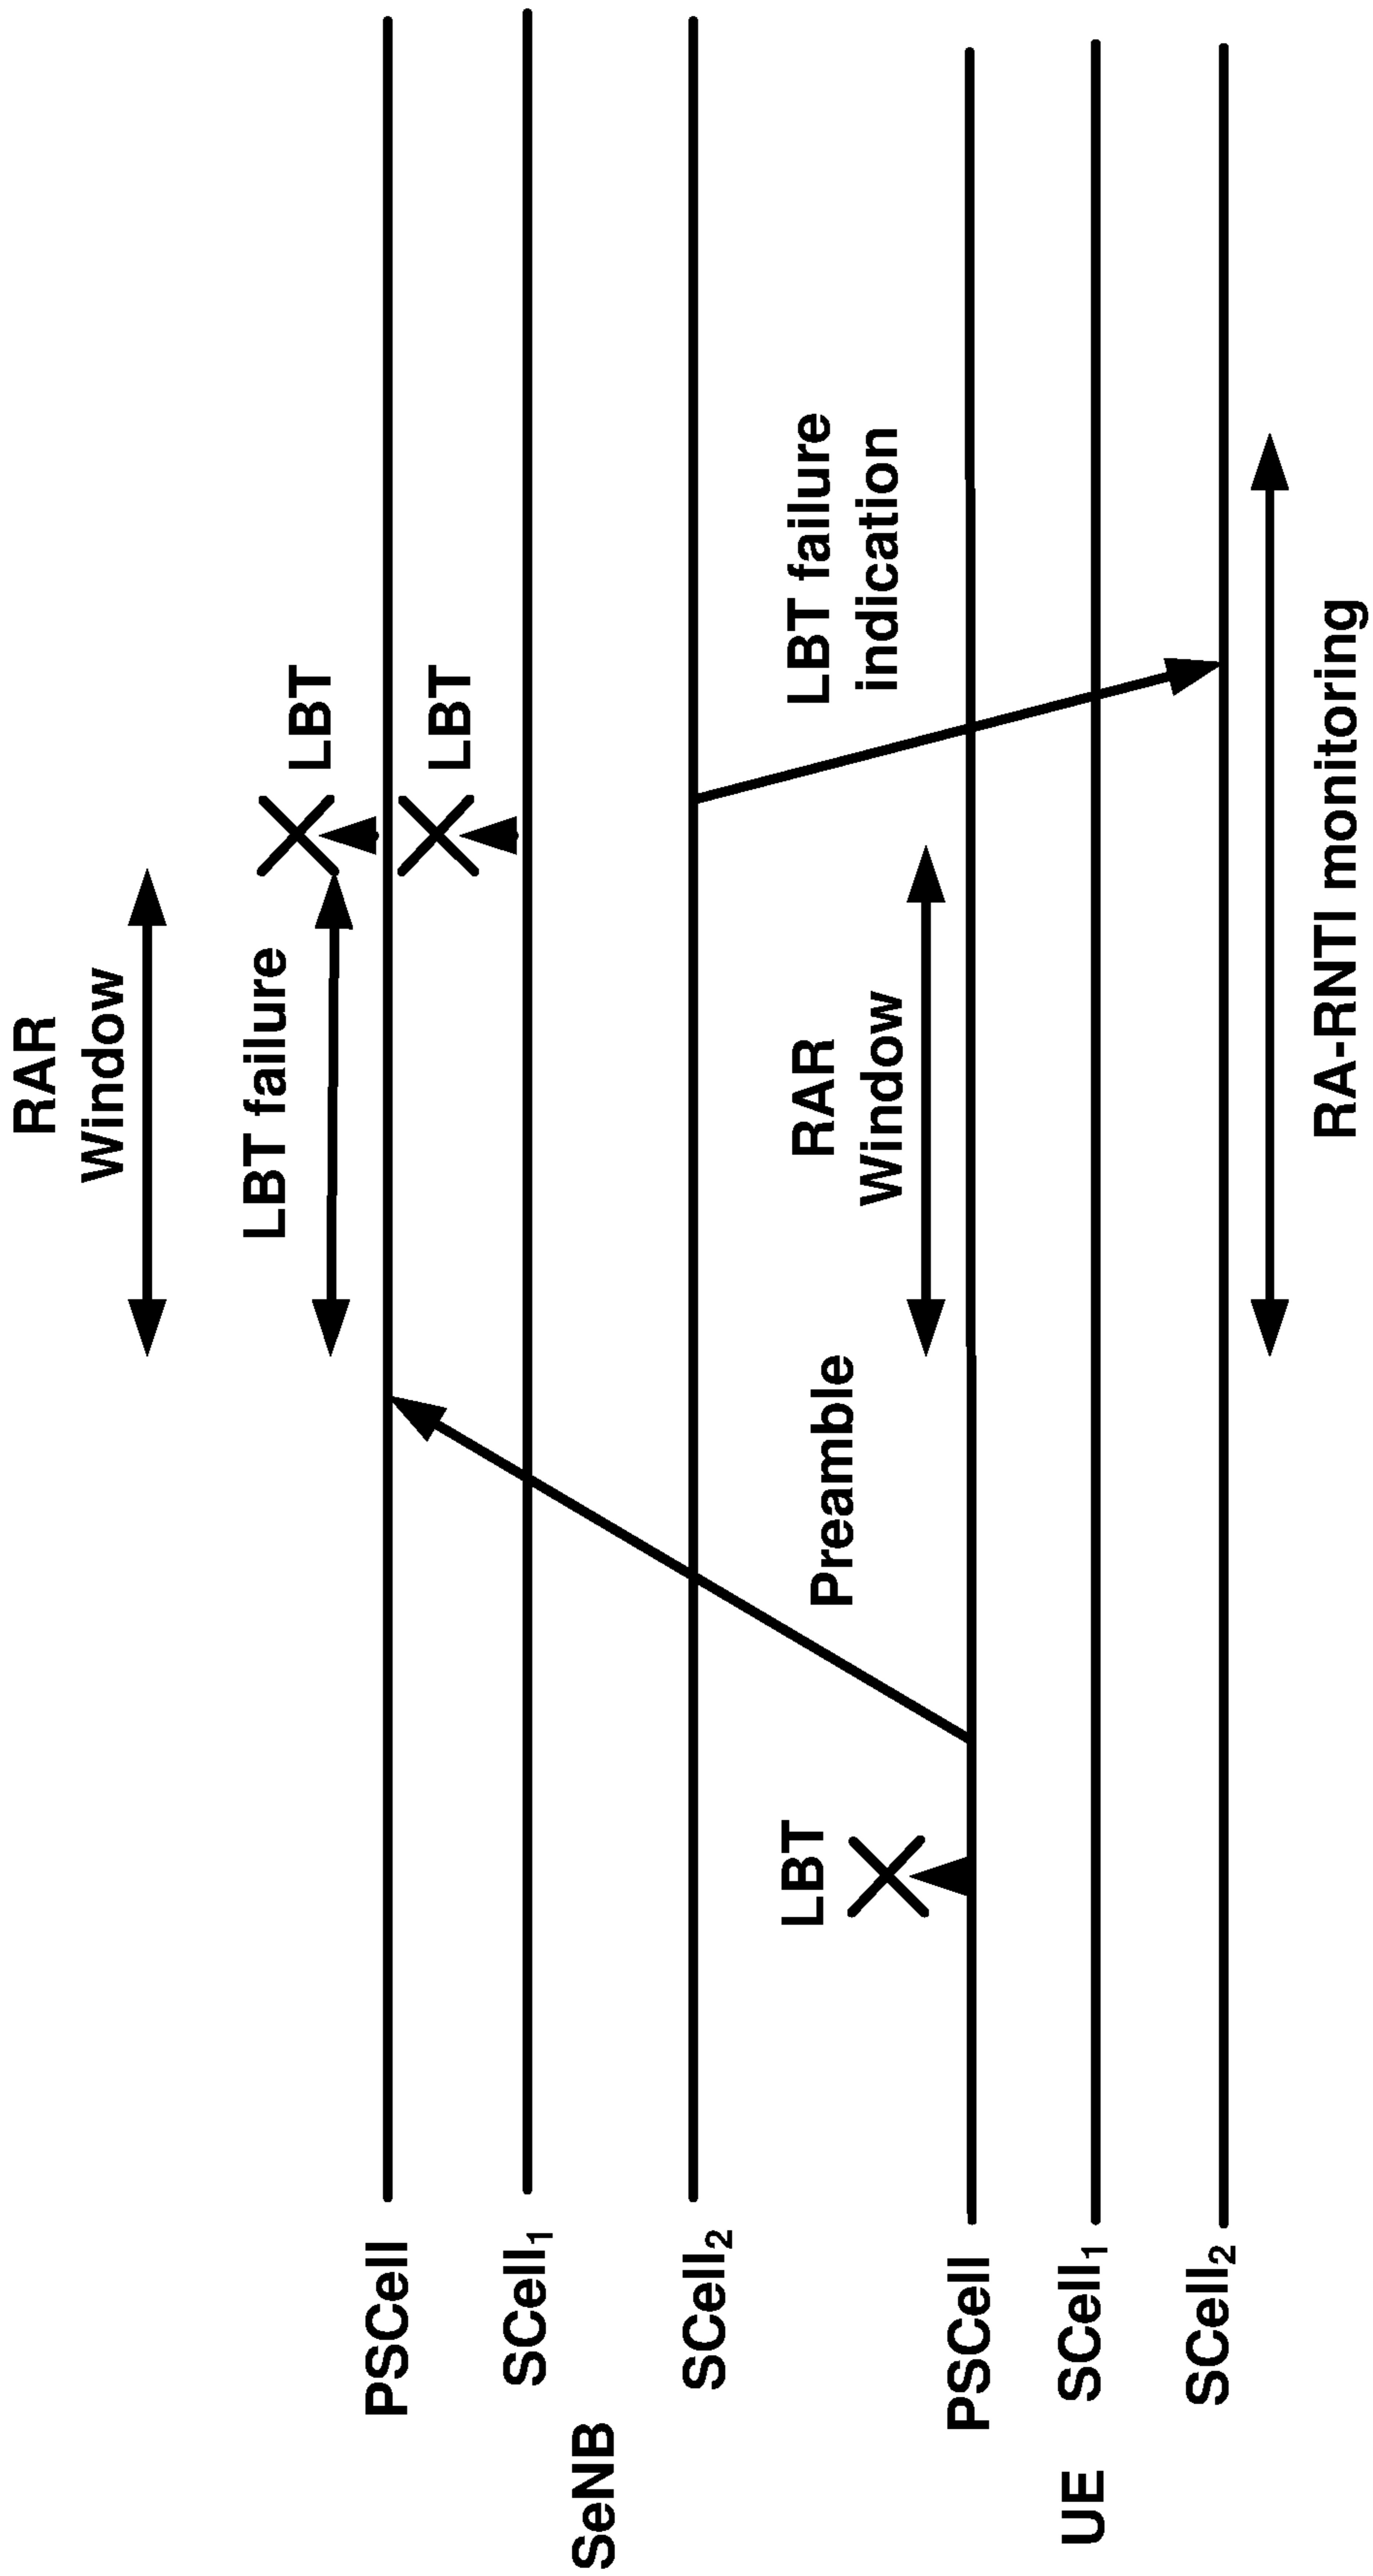 RAR
Window
LBT failure
LBT
LBT
PSCell
SCell₁
SeNB
SCell₂
LBT
Preamble
RAR
Window
LBT failure
indication
PSCell
UE
SCell₁
SCell₂
RA-RNTI monitoring